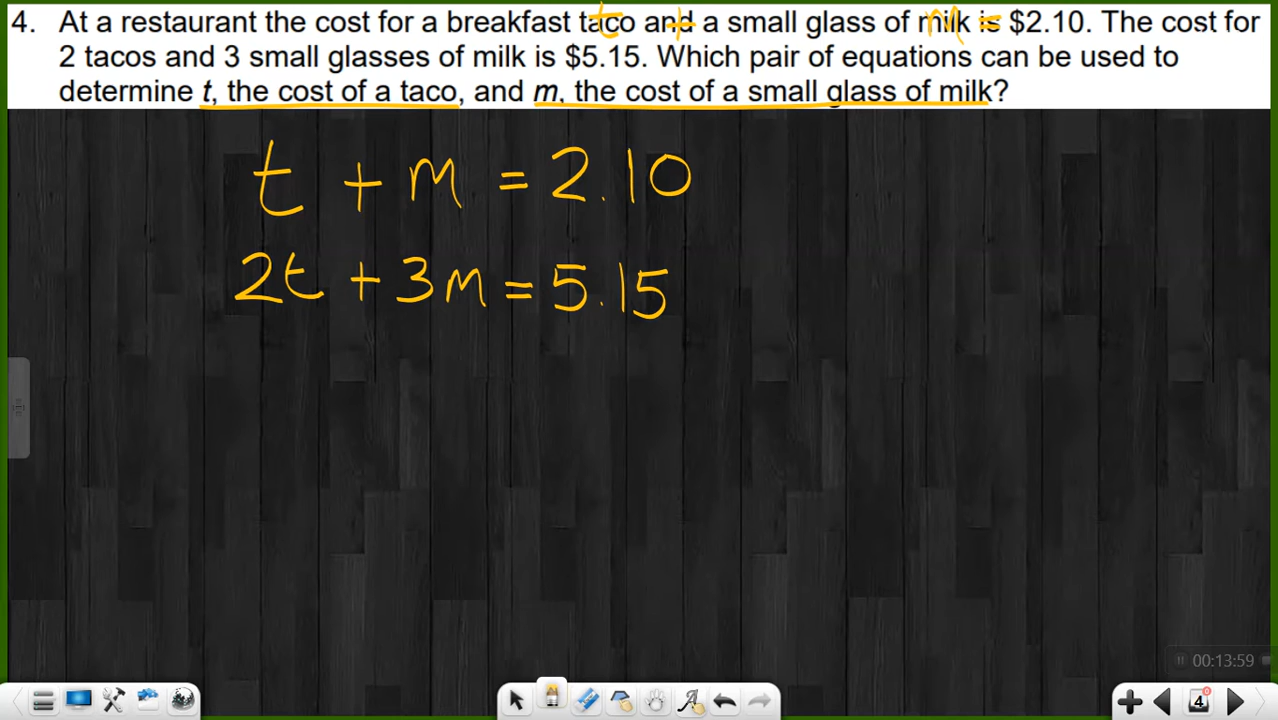 4. At a restaurant the cost for a breakfast taco and a small glass of milk is $2.10. The cost for
2 tacos and 3 small glasses of milk is $5.15. Which pair of equations can be used to
determine t, the cost of a taco, and m, the cost of a small glass of milk?
t + m =
t + m = 2.10
2t + 3m = 5.15
00:13:59
4